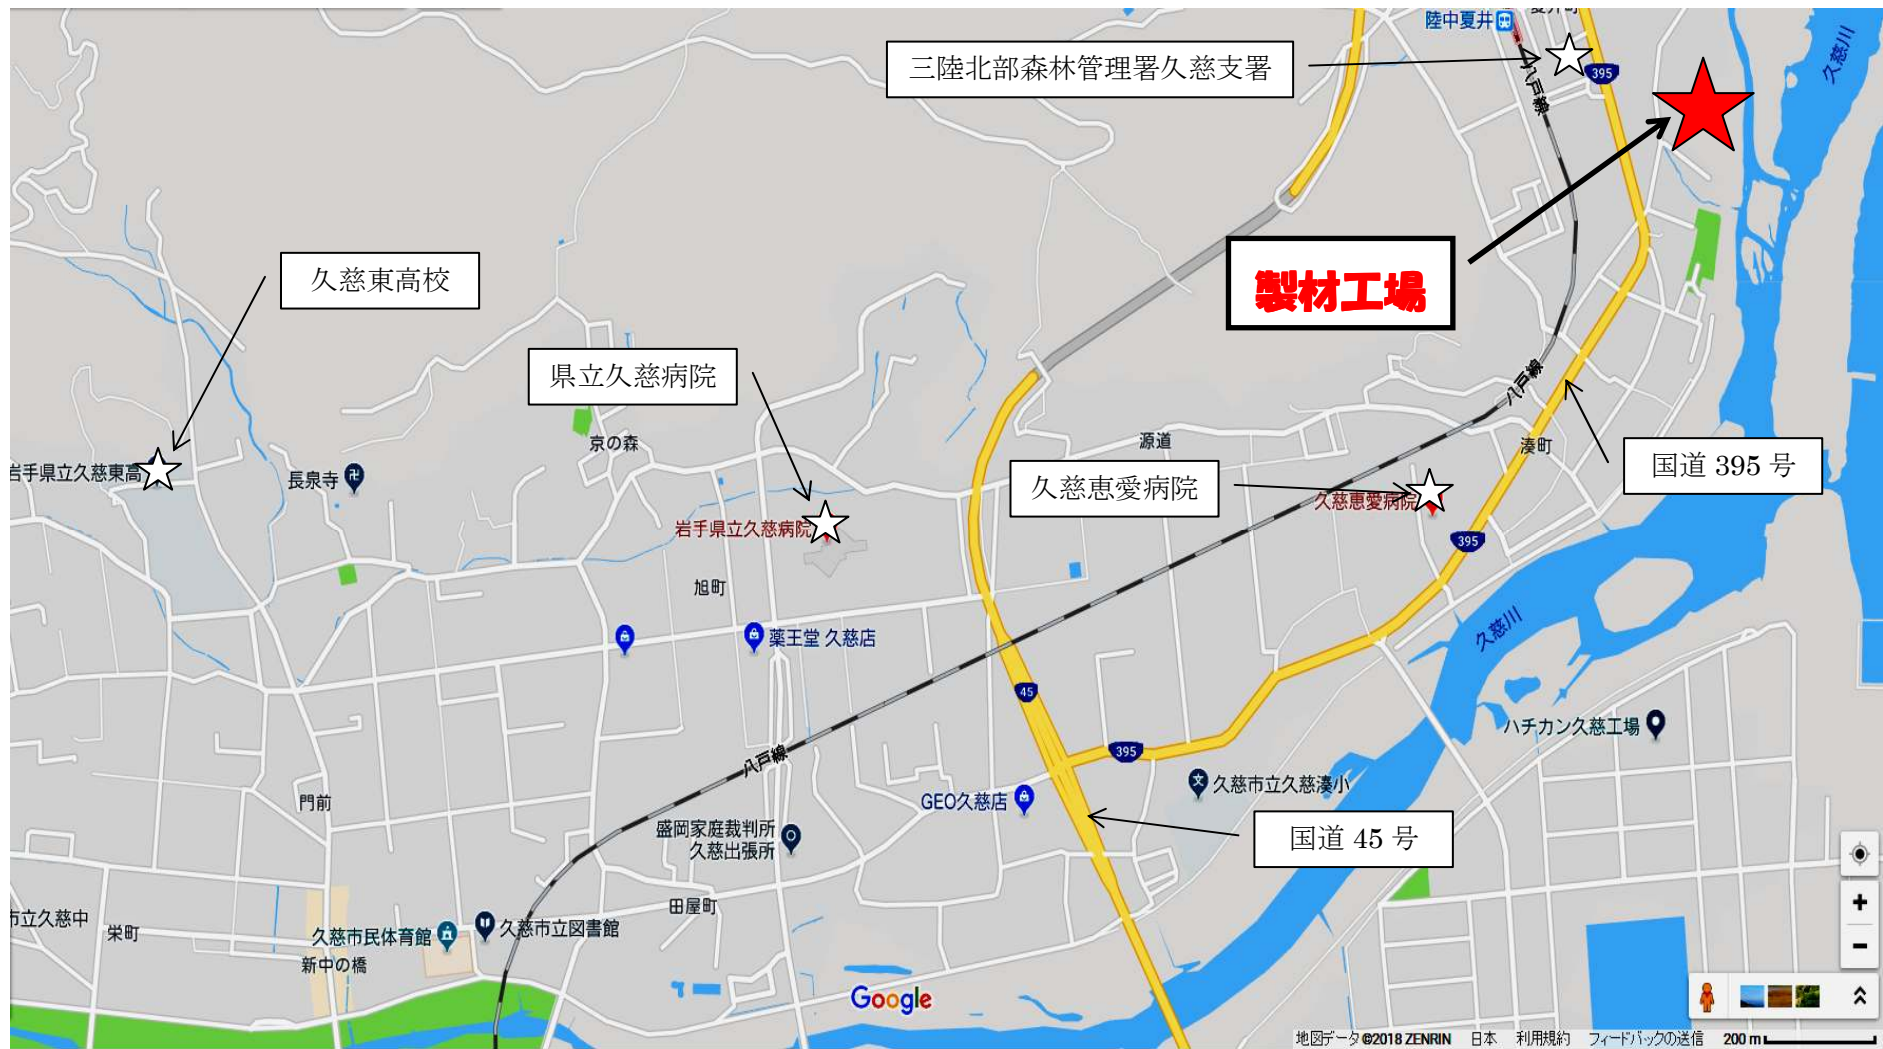 陸中夏井
三陸北部森林管理署久慈支署
395
久慈川
八戸線
製材工場
久慈東高校
県立久慈病院
八戸線
京の森
源道
湊町
国道 395 号
岩手県立久慈東高
長泉寺
久慈恵愛病院
久慈恵愛病院
岩手県立久慈病院
395
旭町
久慈川
薬王堂 久慈店
45
ハチカン久慈工場
395
八戸線
久慈市立久慈湊小
門前
GEO久慈店
盛岡家庭裁判所
久慈出張所
国道 45 号
田屋町
市立久慈中
栄町
久慈市民体育館
久慈市立図書館
新中の橋
Google
地図データ ©2018 ZENRIN 日本 利用規約 フィードバックの送信 200 m